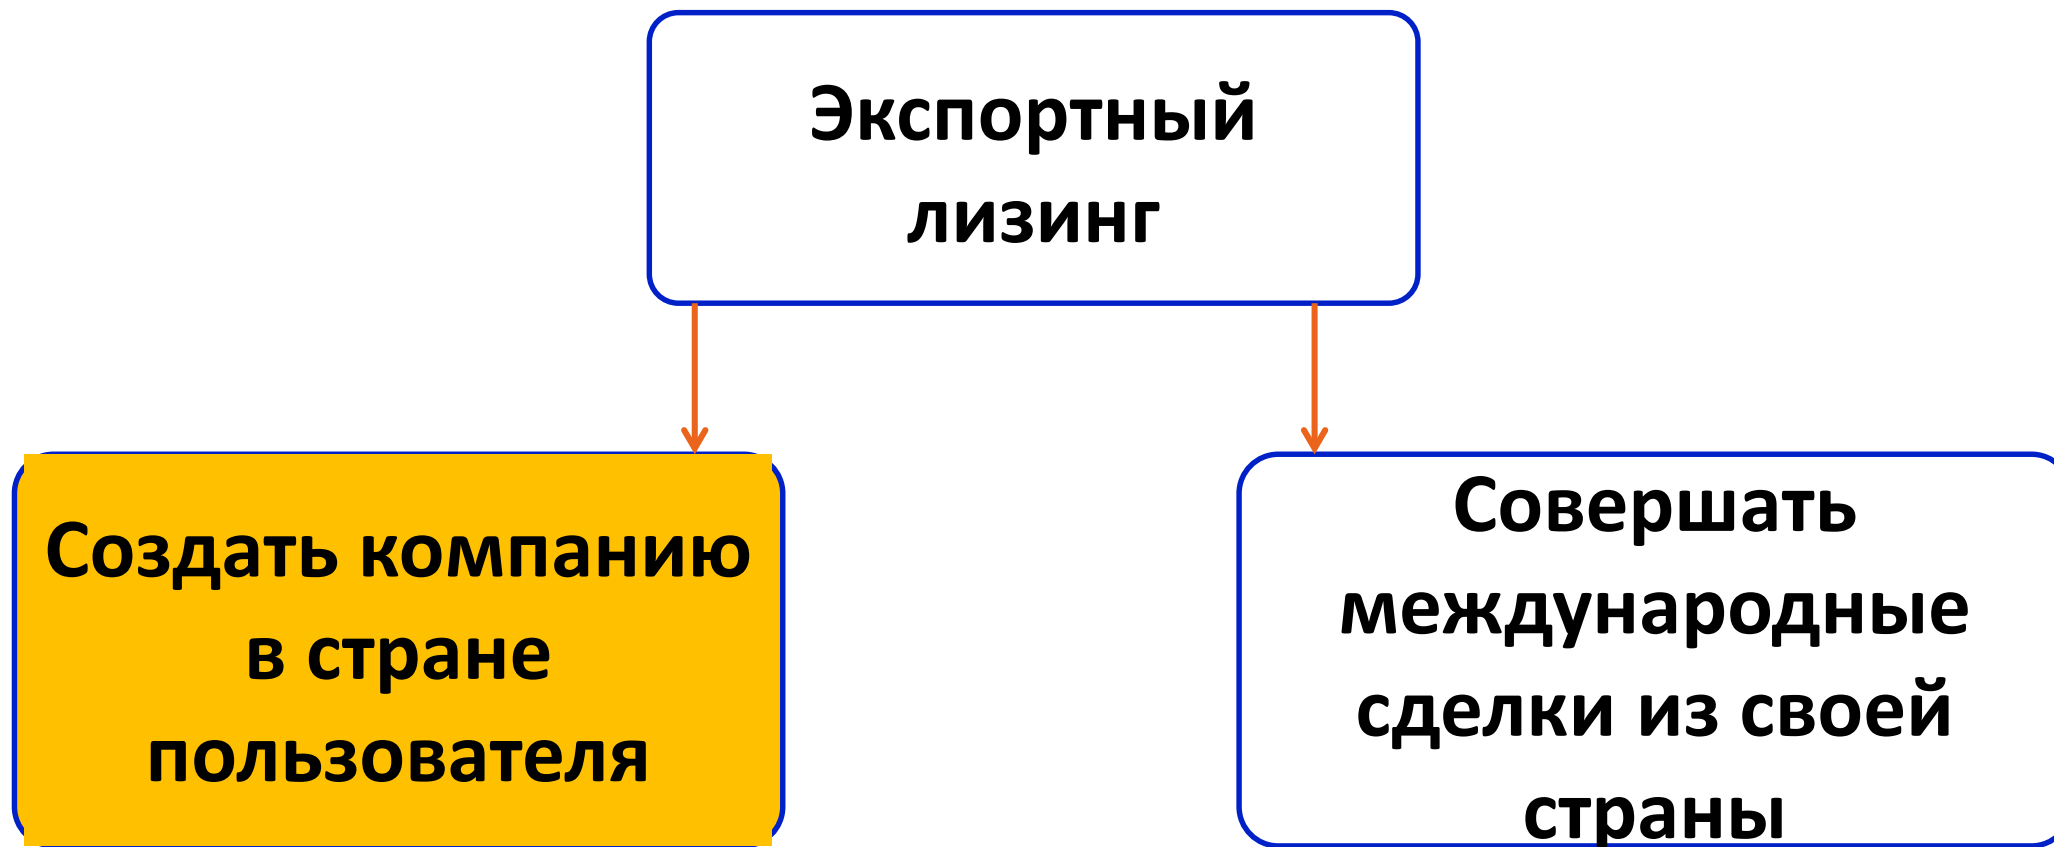 Экспортный
лизинг
Создать компанию
в стране
пользователя
Совершать
международные
сделки из своей
страны